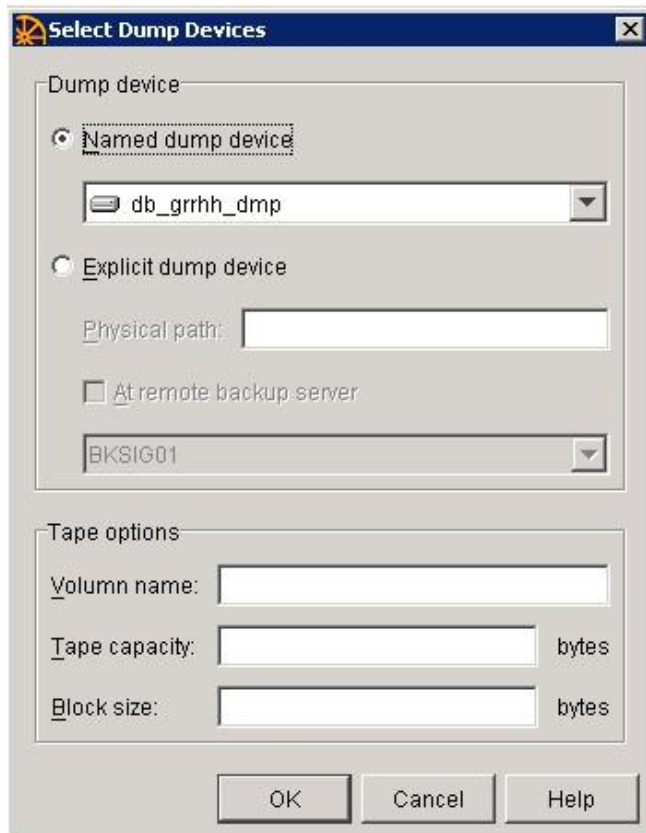 Select Dump Devices
Dump device
Named dump device
db_grrhh_dmp
Explicit dump device
Physical path:
At remote backup server
BKSIG01
Tape options
Volumn name:
Tape capacity: bytes
Block size: bytes
OK Cancel Help